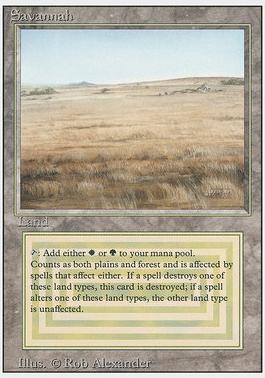 Savannah
Land
: Add either or to your mana pool.
Counts as both plains and forest and is affected by
spells that affect either. If a spell destroys one of
these land types, this card is destroyed; if a spell
alters one of these land types, the other land type
is unaffected.
Illus. © Rob Alexander